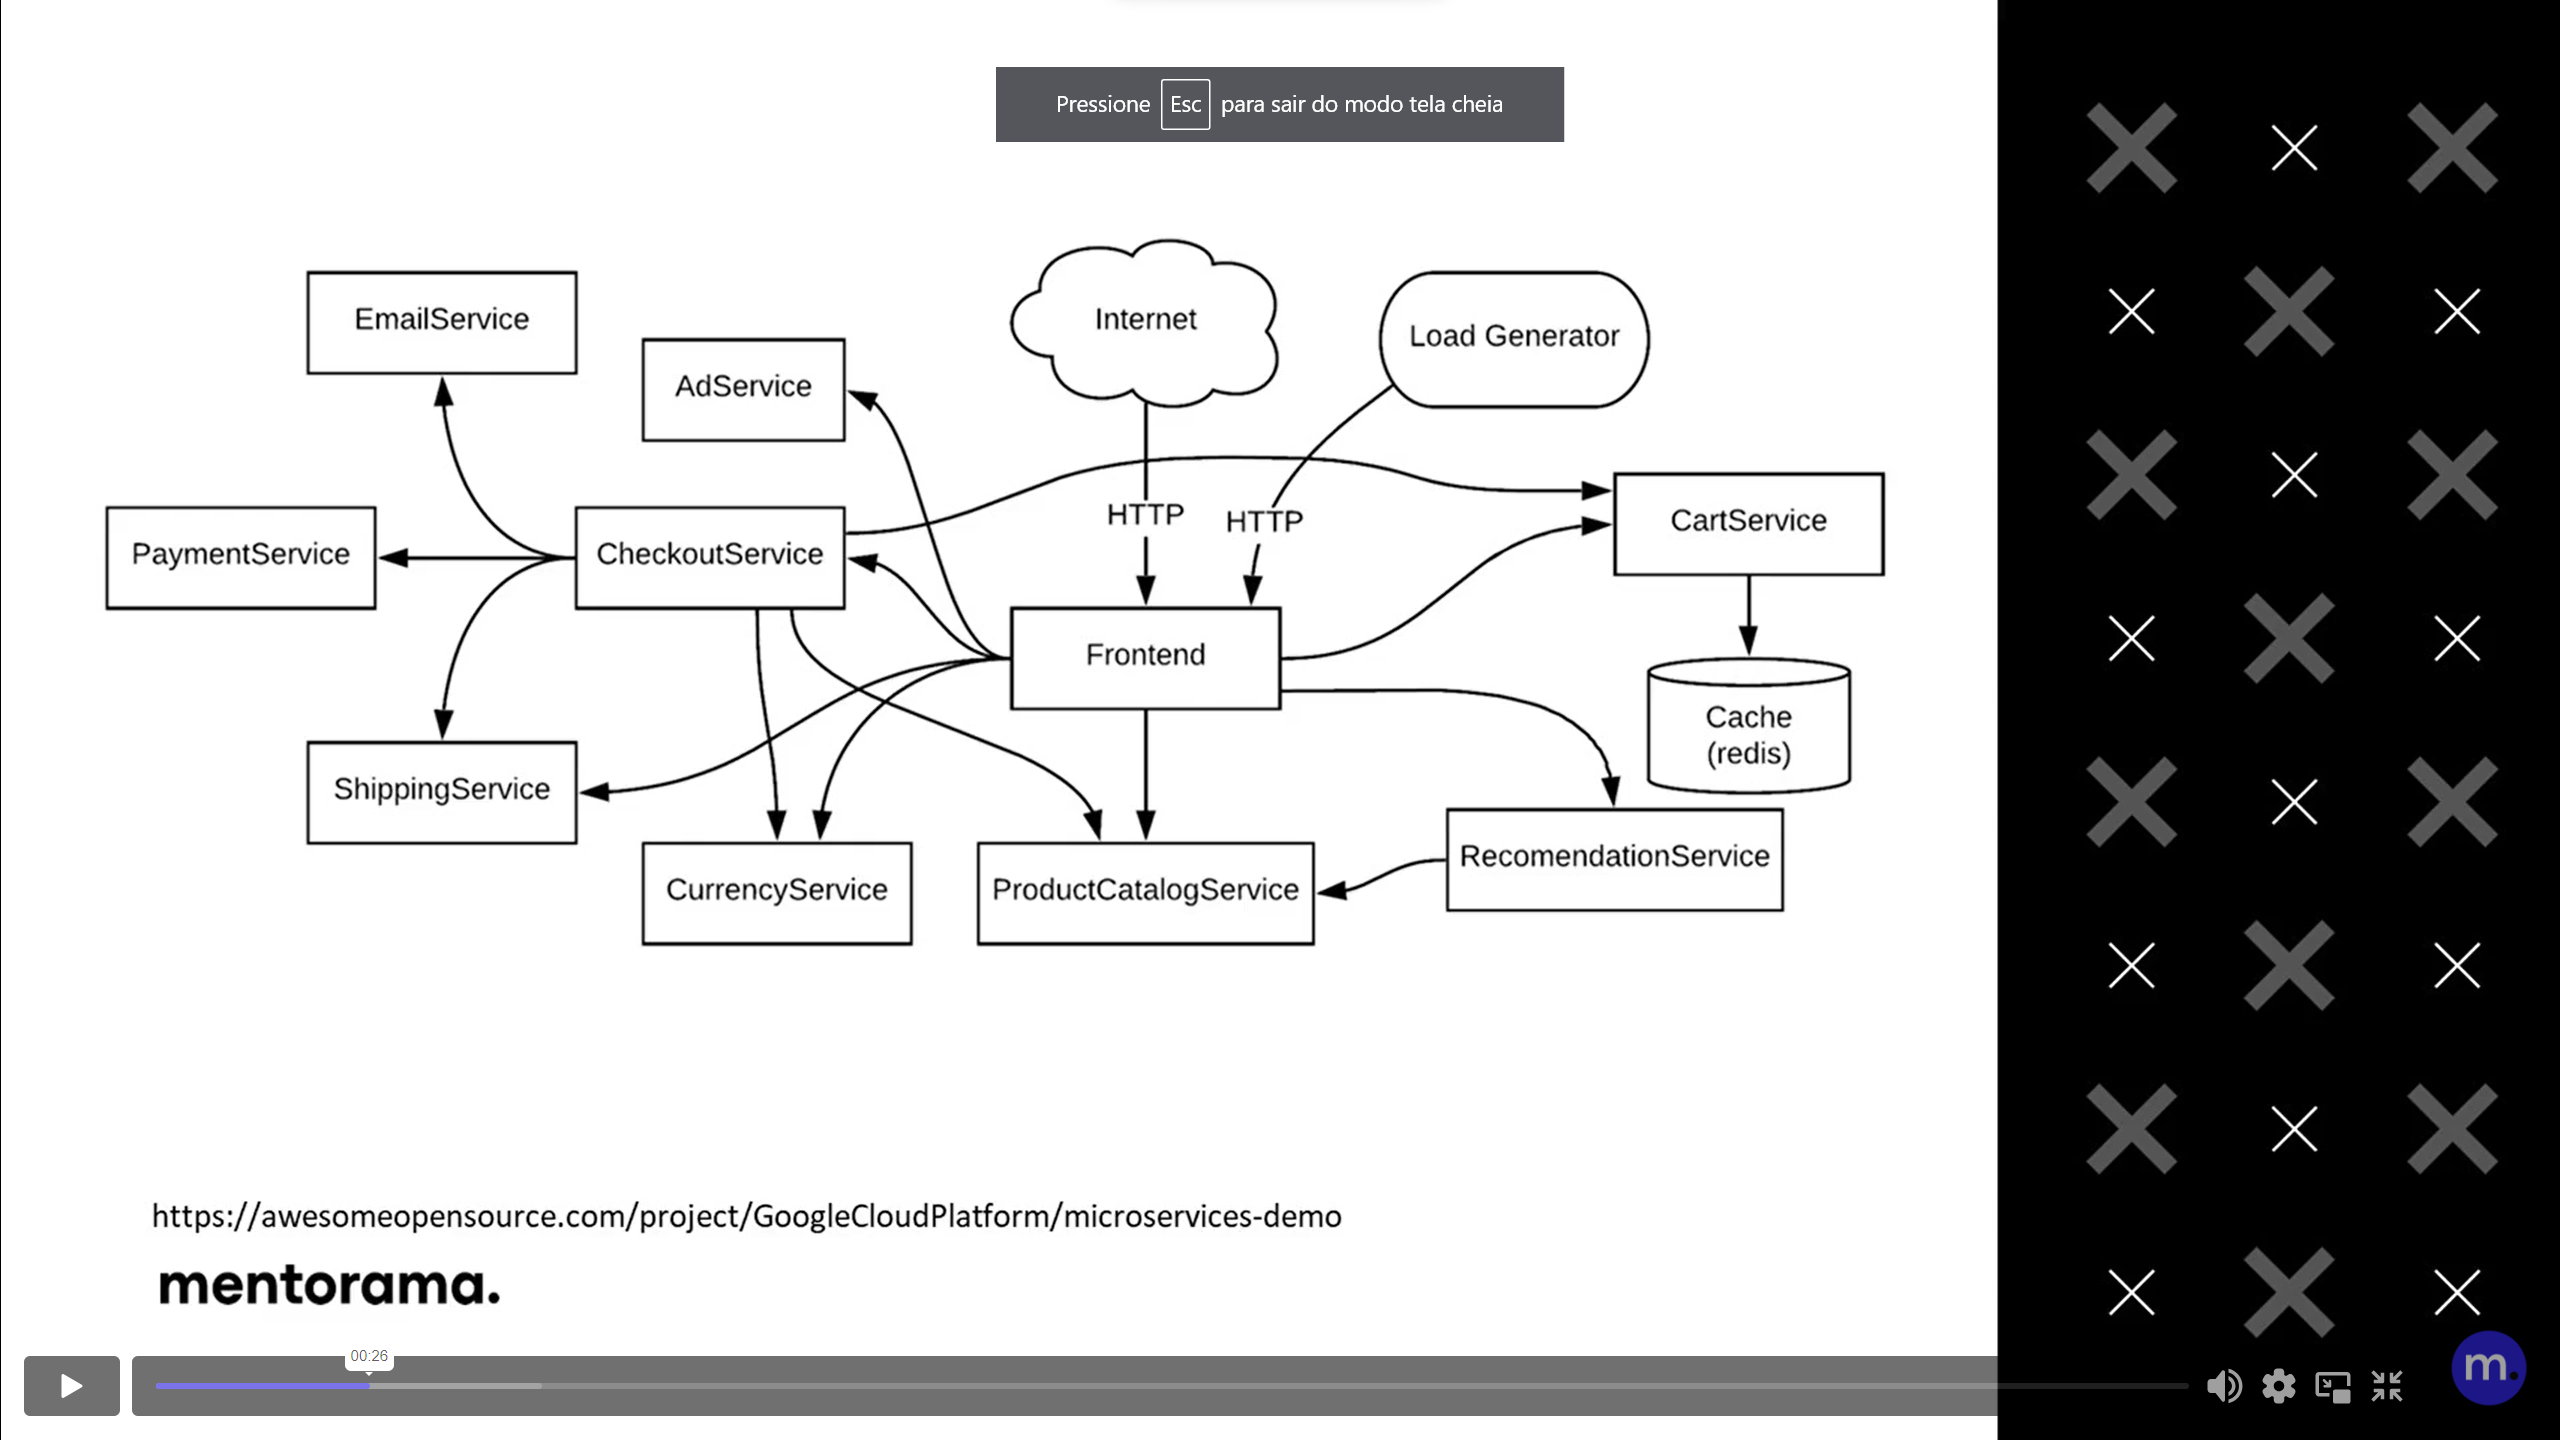 Pressione Esc para sair do modo tela cheia
EmailService
AdService
Internet
Load Generator
PaymentService
CheckoutService
HTTP
HTTP
CartService
Frontend
Cache
(redis)
ShippingService
CurrencyService
ProductCatalogService
RecomendationService
https://awesomeopensource.com/project/GoogleCloudPlatform/microservices-demo
mentorama.
00:26
m.